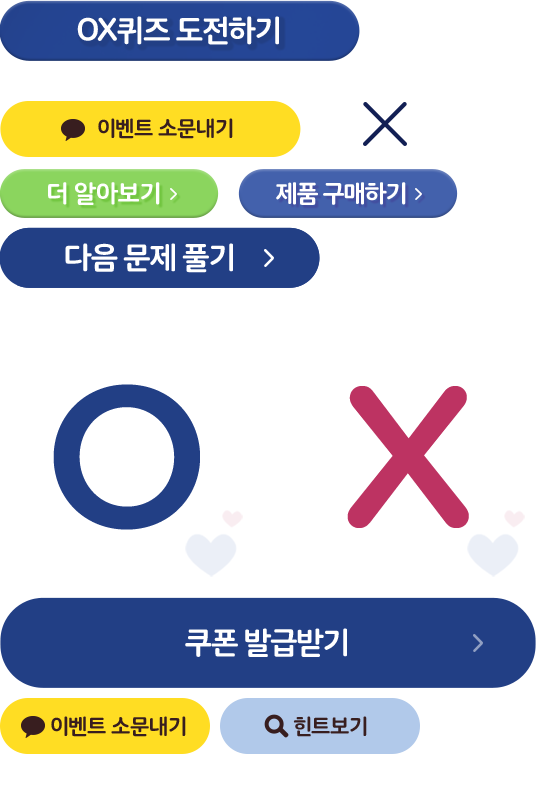 OX퀴즈 도전하기
이벤트 소문내기
더 알아보기 >
제품 구매하기 >
다음 문제 풀기 >
O X
쿠폰 발급받기 >
이벤트 소문내기
힌트보기